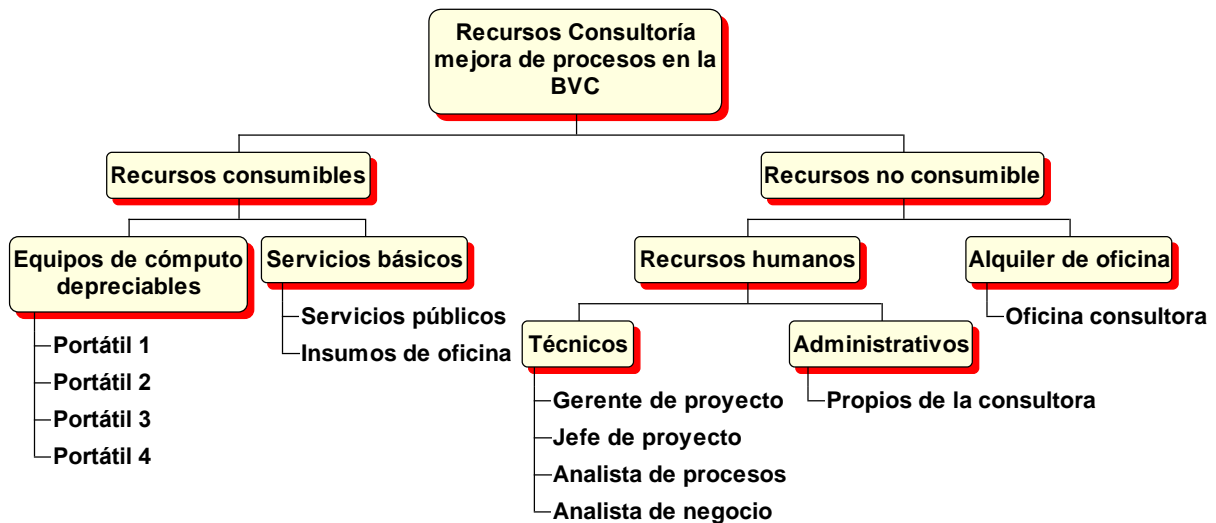 Recursos Consultoría
mejora de procesos en la
BVC
Recursos consumibles
Recursos no consumible
Equipos de cómputo
depreciables
Servicios básicos
Recursos humanos
Alquiler de oficina
Portátil 1
Portátil 2
Portátil 3
Portátil 4
Servicios públicos
Insumos de oficina
Técnicos
Administrativos
Oficina consultora
Gerente de proyecto
Jefe de proyecto
Analista de procesos
Analista de negocio
Propios de la consultora